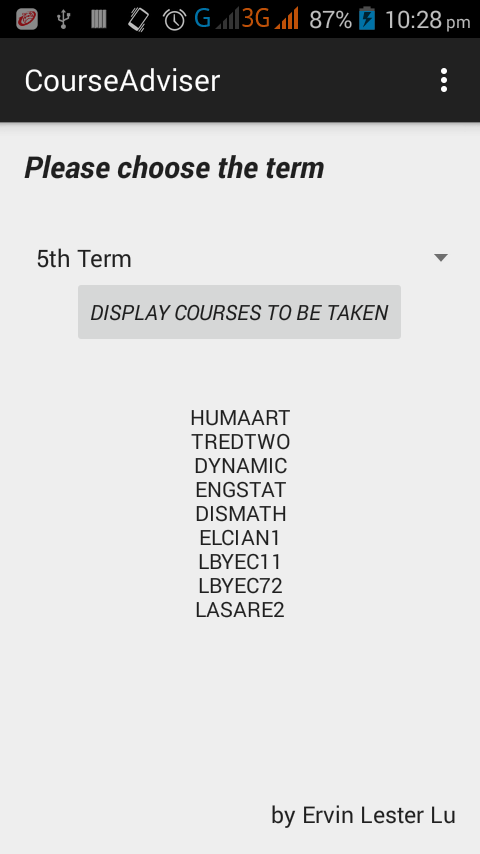 G 3G 87% 10:28 pm
CourseAdviser
Please choose the term
5th Term
DISPLAY COURSES TO BE TAKEN
HUMAART
TREDTWO
DYNAMIC
ENGSTAT
DISMATH
ELCIAN1
LBYEC11
LBYEC72
LASARE2
by Ervin Lester Lu